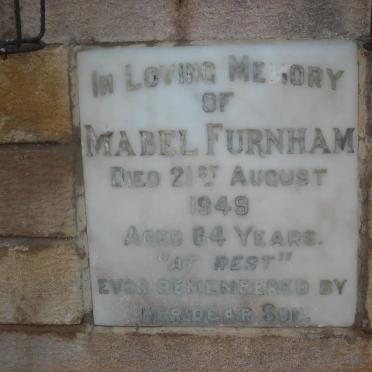 In Loving Memory
of
Mabel Furnham
Died 21st August
1949
Aged 64 Years.
"At Rest"
Ever remembered by
her dear Son.